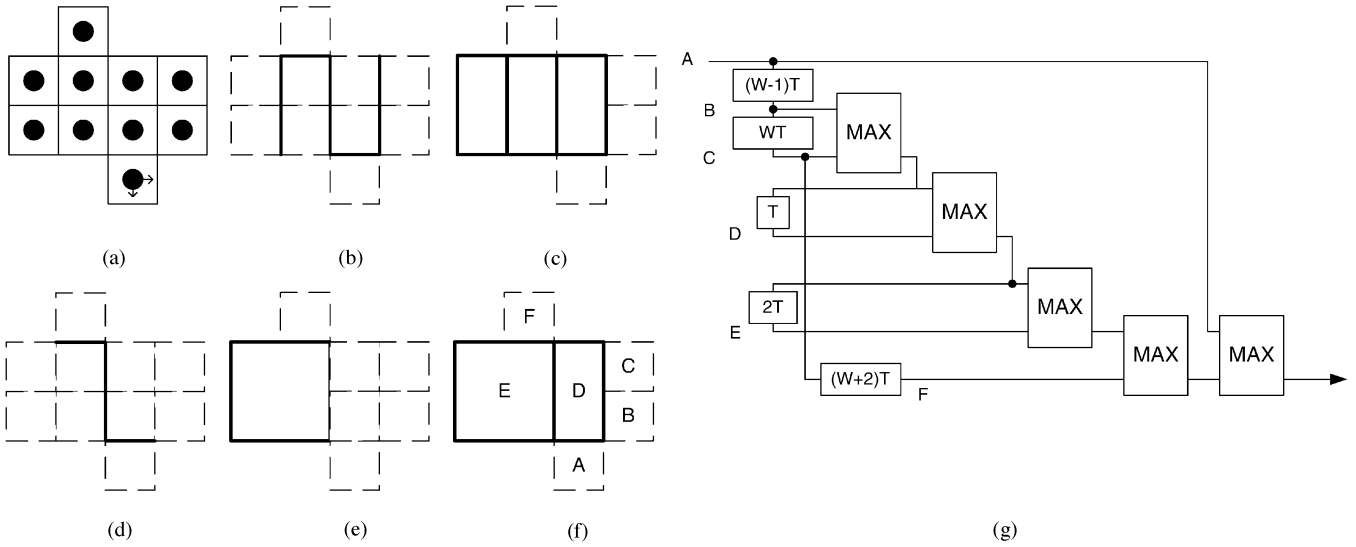 (a)
(b)
(c)
F
E
D
C
B
A
(d)
(e)
(f)
A
(W-1)T
B
MAX
WT
C
T
MAX
D
2T
MAX
E
MAX
MAX
(W+2)T
F
(g)